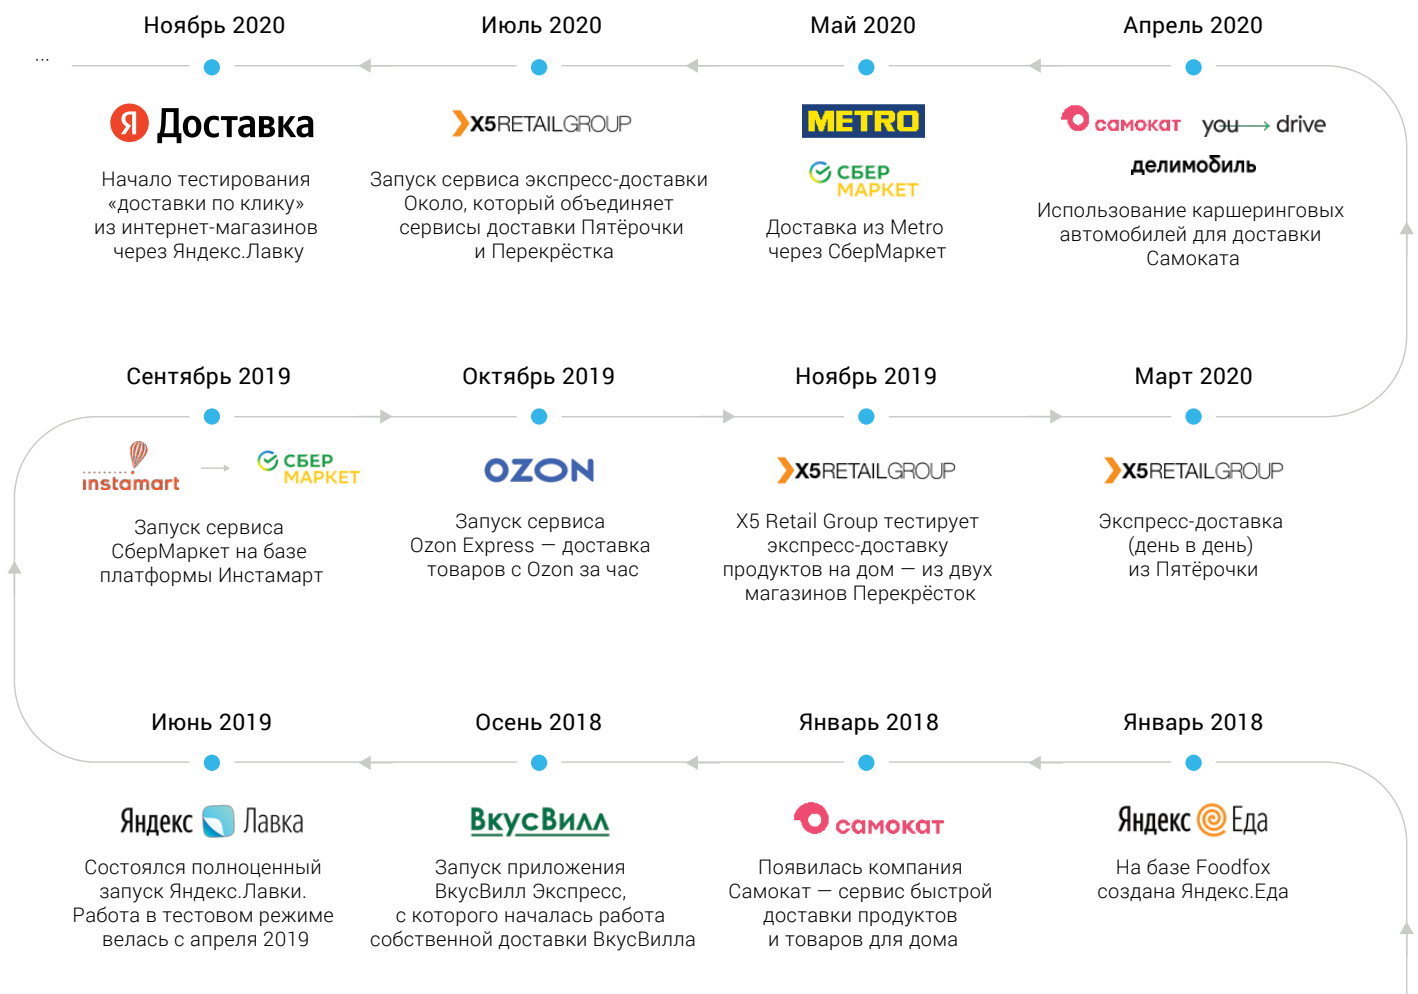 Ноябрь 2020
Июль 2020
Май 2020
Апрель 2020
...
Я Доставка
Начало тестирования
«доставки по клику»
из интернет-магазинов
через Яндекс.Лавку
X5RETAILGROUP
Запуск сервиса экспресс-доставки
Около, который объединяет
сервисы доставки Пятёрочки
и Перекрёстка
METRO
СБЕР
МАРКЕТ
Доставка из Metro
через СберМаркет
самокат
you drive
делимобиль
Использование каршеринговых
автомобилей для доставки
Самоката
Сентябрь 2019
Октябрь 2019
Ноябрь 2019
Март 2020
instamart
СБЕР
МАРКЕТ
Запуск сервиса
СберМаркет на базе
платформы Инстамарт
OZON
Запуск сервиса
Ozon Express — доставка
товаров с Ozon за час
X5RETAILGROUP
X5 Retail Group тестирует
экспресс-доставку
продуктов на дом — из двух
магазинов Перекрёсток
X5RETAILGROUP
Экспресс-доставка
(день в день)
из Пятёрочки
Июнь 2019
Осень 2018
Январь 2018
Январь 2018
Яндекс Лавка
Состоялся полноценный
запуск Яндекс.Лавки.
Работа в тестовом режиме
велась с апреля 2019
ВкусВилл
Запуск приложения
ВкусВилл Экспресс,
с которого началась работа
собственной доставки ВкусВилла
самокат
Появилась компания
Самокат — сервис быстрой
доставки продуктов
и товаров для дома
Яндекс Еда
На базе Foodfox
создана Яндекс.Еда